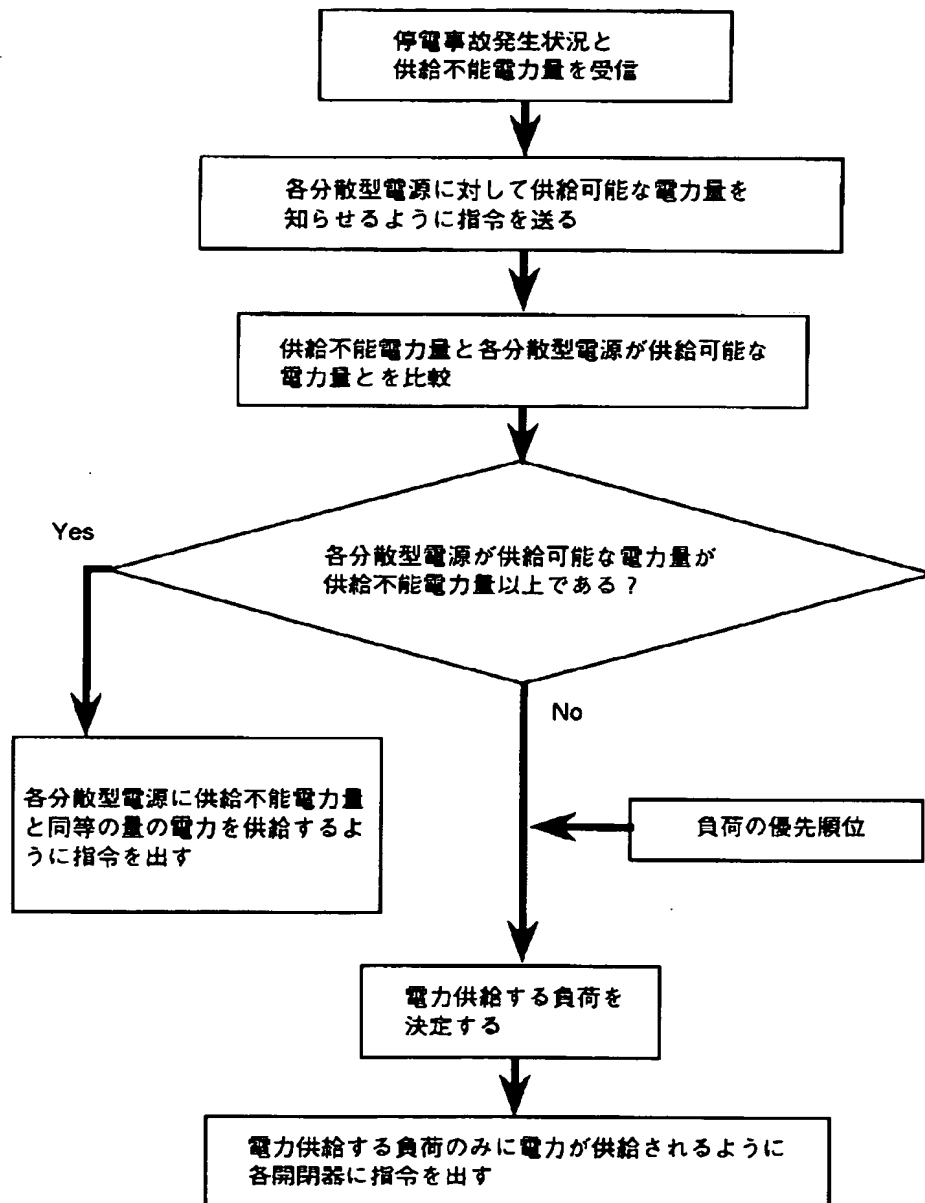 停電事故発生状況と
供給不能電力量を受信
各分散型電源に対して供給可能な電力量を
知らせるように指令を送る
供給不能電力量と各分散型電源が供給可能な
電力量とを比較
Yes
各分散型電源が供給可能な電力量が
供給不能電力量以上である？
No
各分散型電源に供給不能電力量
と同等の量の電力を供給するよ
うに指令を出す
負荷の優先順位
電力供給する負荷を
決定する
電力供給する負荷のみに電力が供給されるように
各開閉器に指令を出す